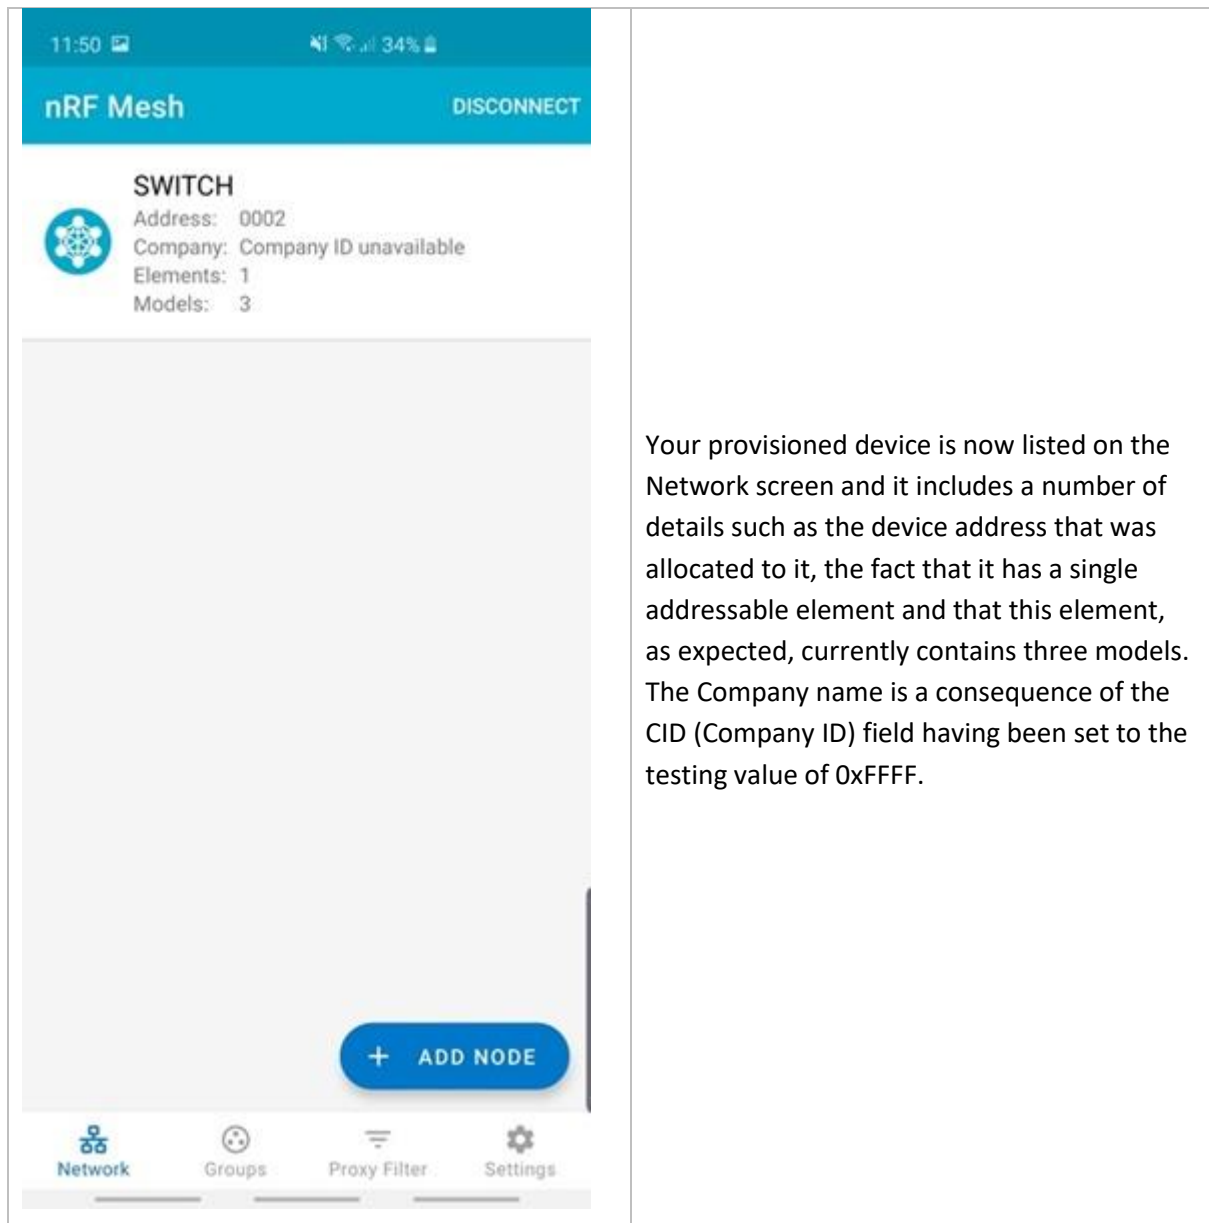 11:50 34%
nRF Mesh DISCONNECT
SWITCH
Address: 0002
Company: Company ID unavailable
Elements: 1
Models: 3
+ ADD NODE
Network Groups Proxy Filter Settings
Your provisioned device is now listed on the
Network screen and it includes a number of
details such as the device address that was
allocated to it, the fact that it has a single
addressable element and that this element,
as expected, currently contains three models.
The Company name is a consequence of the
CID (Company ID) field having been set to the
testing value of 0xFFFF.